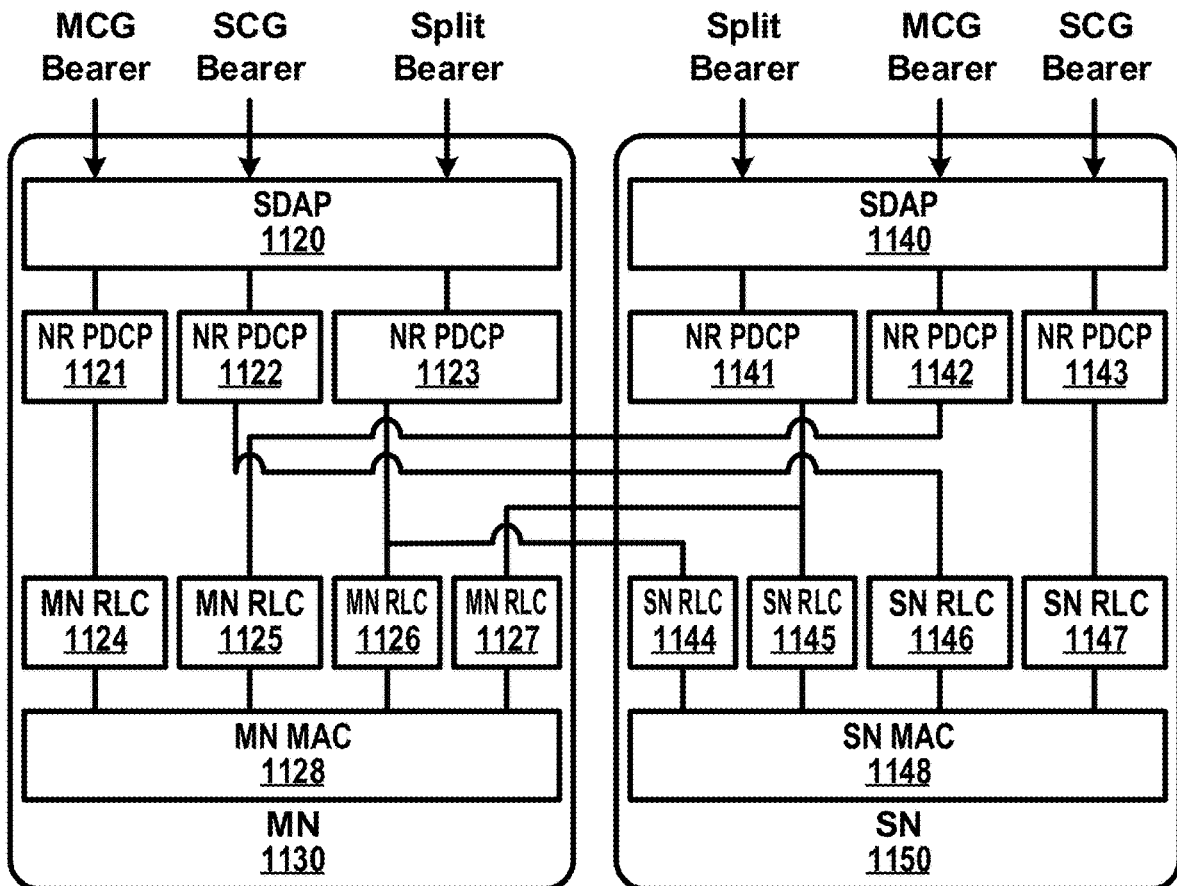 MCG Bearer
SCG Bearer
Split Bearer
Split Bearer
MCG Bearer
SCG Bearer
SDAP
1120
SDAP
1140
NR PDCP
1121
NR PDCP
1122
NR PDCP
1123
NR PDCP
1141
NR PDCP
1142
NR PDCP
1143
MN RLC
1124
MN RLC
1125
MN RLC
1126
MN RLC
1127
SN RLC
1144
SN RLC
1145
SN RLC
1146
SN RLC
1147
MN MAC
1128
SN MAC
1148
MN
1130
SN
1150